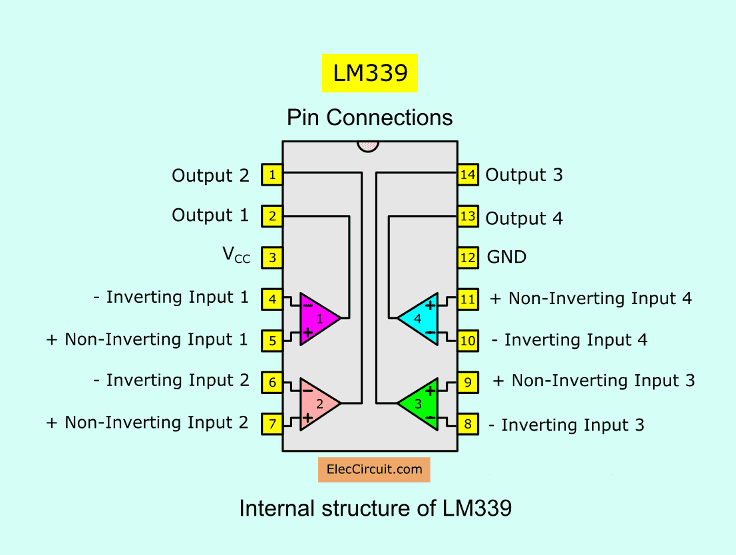 LM339
Pin Connections
Output 2 1 14 Output 3
Output 1 2 13 Output 4
VCC 3 12 GND
- Inverting Input 1 4 - + 11 + Non-Inverting Input 4
1 4
+ Non-Inverting Input 1 5 + - 10 - Inverting Input 4
- Inverting Input 2 6 - + 9 + Non-Inverting Input 3
2 3
+ Non-Inverting Input 2 7 + - 8 - Inverting Input 3
ElecCircuit.com
Internal structure of LM339